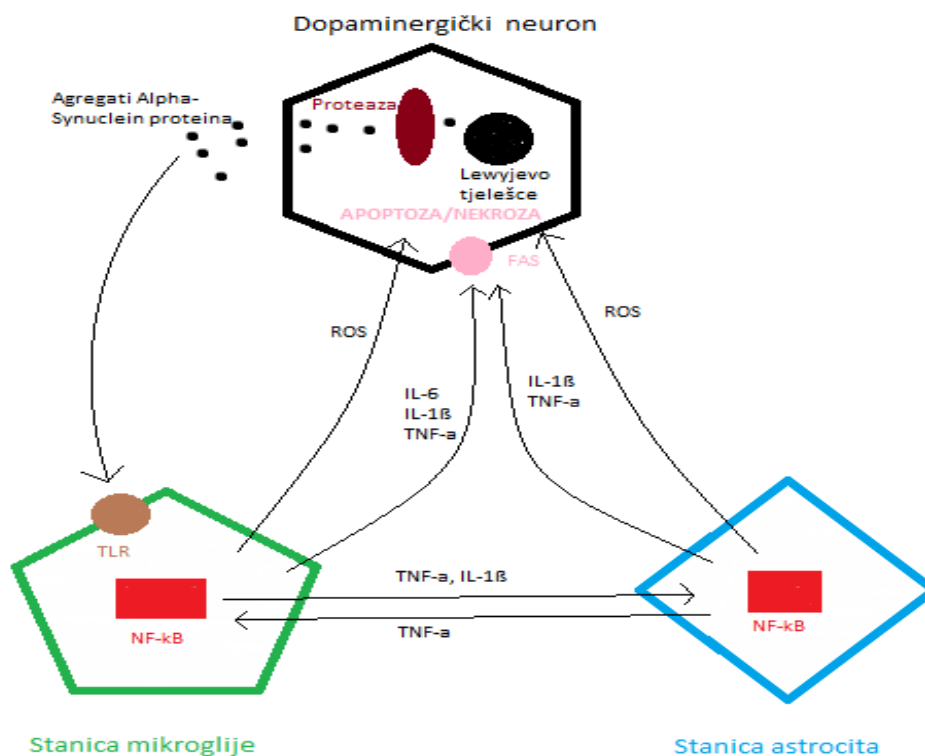 Dopaminergički neuron
Agregati Alpha-
Synuclein proteina
Proteaza
Lewyjevo
tjelešce
APOPTOZA/NEKROZA
FAS
ROS
ROS
IL-6
IL-1ß
TNF-a
IL-1ß
TNF-a
TLR
NF-kB
TNF-a, IL-1ß
TNF-a
NF-kB
Stanica mikroglije
Stanica astrocita